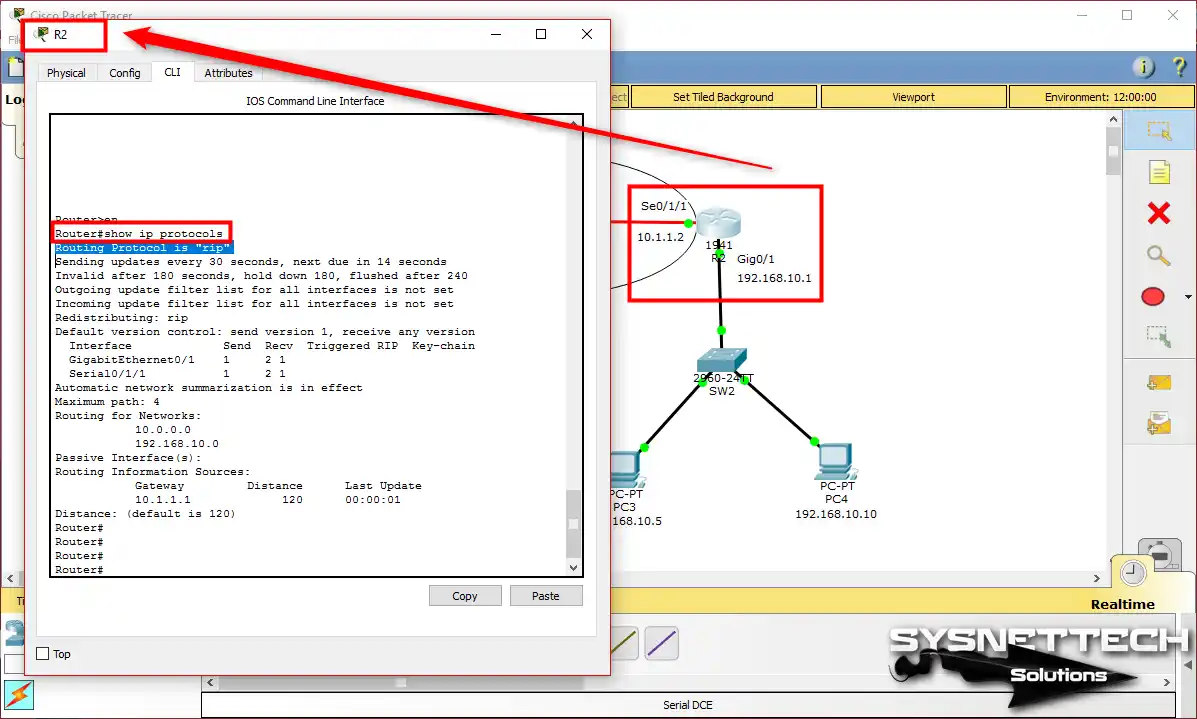 Cisco Packet Tracer
R2
Physical Config CLI Attributes
IOS Command Line Interface
Set Tiled Background
Viewport
Environment: 12:00:00
Router>en
Router#show ip protocols
Routing Protocol is "rip"
Sending updates every 30 seconds, next due in 14 seconds
Invalid after 180 seconds, hold down 180, flushed after 240
Outgoing update filter list for all interfaces is not set
Incoming update filter list for all interfaces is not set
Redistributing: rip
Default version control: send version 1, receive any version
Interface Send Recv Triggered RIP Key-chain
GigabitEthernet0/1 1 2 1
Serial0/1/1 1 2 1
Automatic network summarization is in effect
Maximum path: 4
Routing for Networks:
10.0.0.0
192.168.10.0
Passive Interface(s):
Routing Information Sources:
Gateway Distance Last Update
10.1.1.1 120 00:00:01
Distance: (default is 120)
Router#
Router#
Router#
Router#
Copy
Paste
Top
Se0/1/1
10.1.1.2
1941
R2
Gig0/1
192.168.10.1
2960-24TT
SW2
PC-PT
PC3
168.10.5
PC-PT
PC4
192.168.10.10
Realtime
SYSNETTECH
Solutions
Serial DCE